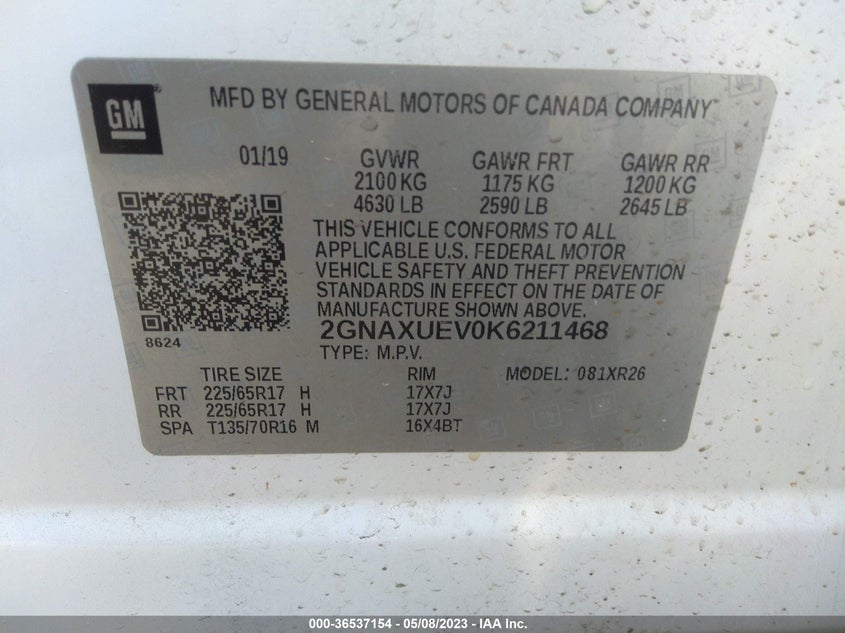 GM MFD BY GENERAL MOTORS OF CANADA COMPANY
01/19 GVWR GAWR FRT GAWR RR
2100 KG 1175 KG 1200 KG
4630 LB 2590 LB 2645 LB
THIS VEHICLE CONFORMS TO ALL
APPLICABLE U.S. FEDERAL MOTOR
VEHICLE SAFETY AND THEFT PREVENTION
STANDARDS IN EFFECT ON THE DATE OF
MANUFACTURE SHOWN ABOVE.
8624 2GNAXUEV0K6211468
TYPE: M.P.V.
TIRE SIZE RIM MODEL: 081XR26
FRT 225/65R17 H 17X7J
RR 225/65R17 H 17X7J
SPA T135/70R16 M 16X4BT
000-36537154 - 05/08/2023 - IAA Inc.